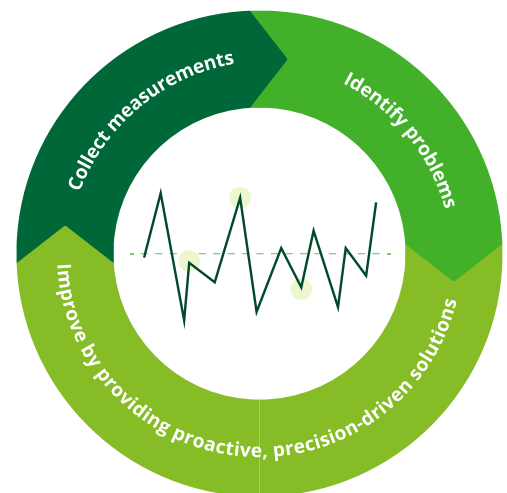 Collect measurements
Identify problems
Improve by providing proactive, precision-driven solutions